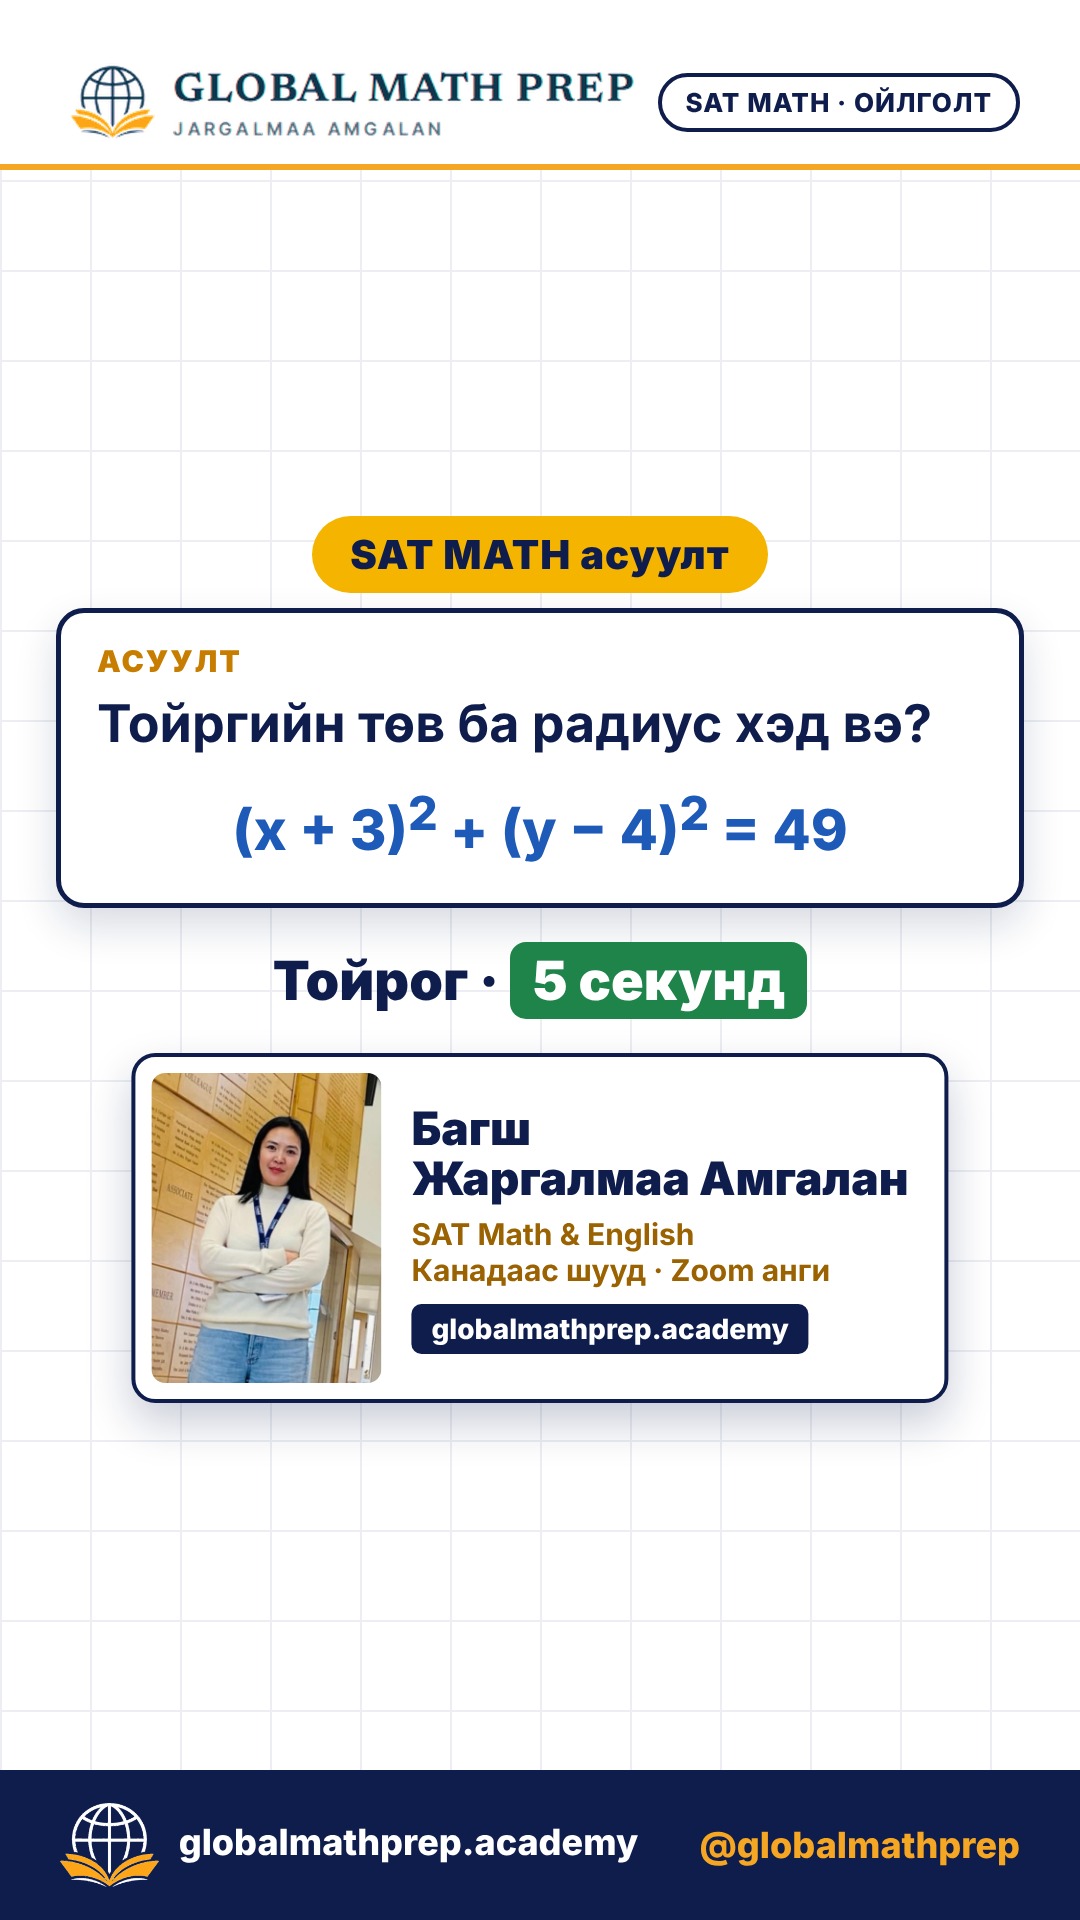 GLOBAL MATH PREP
JARGALMAA AMGALAN
SAT MATH · ОЙЛГОЛТ
SAT MATH асуулт
АСУУЛТ
Тойргийн төв ба радиус хэд вэ?
(x + 3)² + (y − 4)² = 49
Тойрог · 5 секунд
ASSOCIATE
Багш
Жаргалмаа Амгалан
SAT Math & English
Канадаас шууд · Zoom анги
globalmathprep.academy
globalmathprep.academy
@globalmathprep